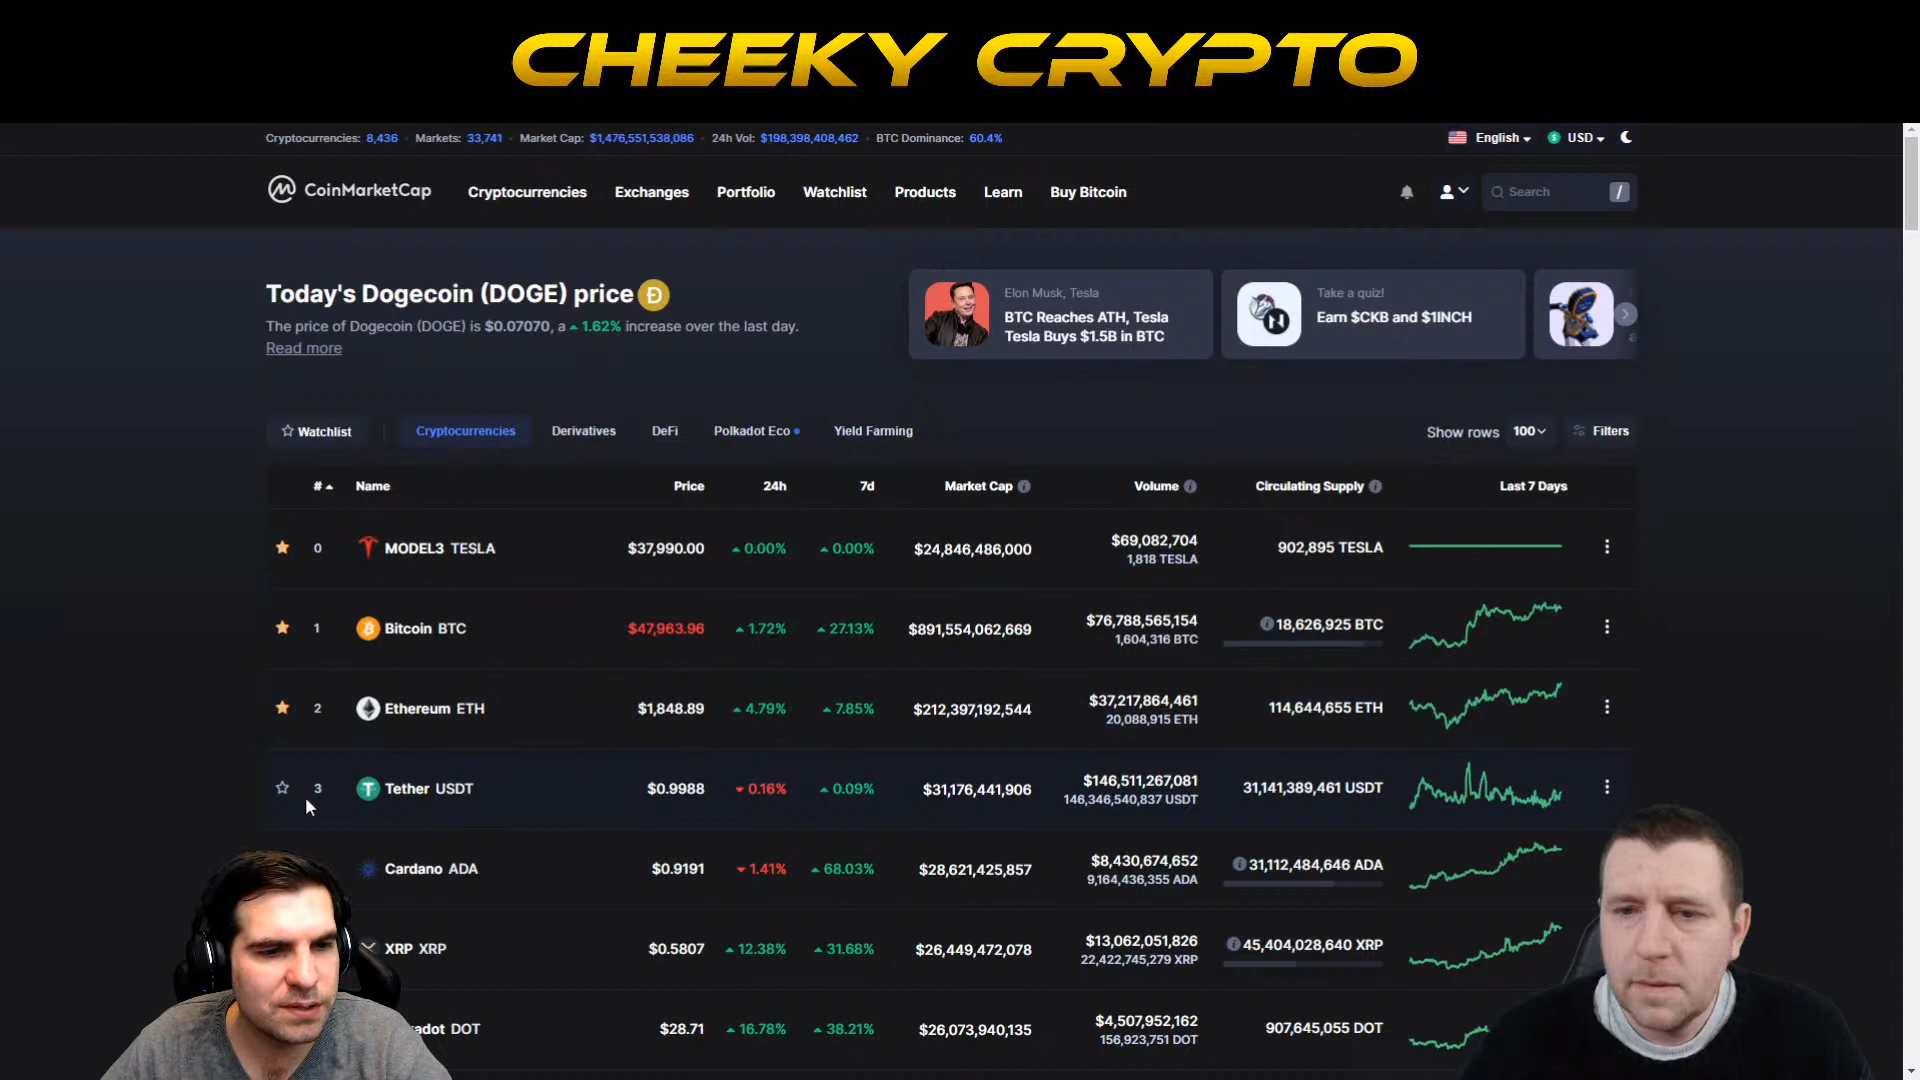 CHEEKY CRYPTO
Cryptocurrencies: 8,436 Markets: 33,741 Market Cap: $1,476,551,538,086 24h Vol: $198,398,408,462 BTC Dominance: 60.4% English USD
CoinMarketCap Cryptocurrencies Exchanges Portfolio Watchlist Products Learn Buy Bitcoin Search /
Today's Dogecoin (DOGE) price
The price of Dogecoin (DOGE) is $0.07070, a 1.62% increase over the last day.
Read more
Elon Musk, Tesla
BTC Reaches ATH, Tesla
Tesla Buys $1.5B in BTC
Take a quiz!
Earn $CKB and $1INCH
Watchlist Cryptocurrencies Derivatives DeFi Polkadot Eco Yield Farming Show rows 100 Filters
# Name Price 24h 7d Market Cap Volume Circulating Supply Last 7 Days
0 MODEL3 TESLA $37,990.00 0.00% 0.00% $24,846,486,000 $69,082,704 902,895 TESLA
1,818 TESLA
1 Bitcoin BTC $47,963.96 1.72% 27.13% $891,554,062,669 $76,788,565,154 18,626,925 BTC
1,604,316 BTC
2 Ethereum ETH $1,848.89 4.79% 7.85% $212,397,192,544 $37,217,864,461 114,644,655 ETH
20,088,915 ETH
3 Tether USDT $0.9988 0.16% 0.09% $31,176,441,906 $146,511,267,081 31,141,389,461 USDT
146,346,540,837 USDT
Cardano ADA $0.9191 1.41% 68.03% $28,621,425,857 $8,430,674,652 31,112,484,646 ADA
9,164,436,355 ADA
XRP XRP $0.5807 12.38% 31.68% $26,449,472,078 $13,062,051,826 45,404,028,640 XRP
22,422,745,279 XRP
adot DOT $28.71 16.78% 38.21% $26,073,940,135 $4,507,952,162 907,645,055 DOT
156,923,751 DOT